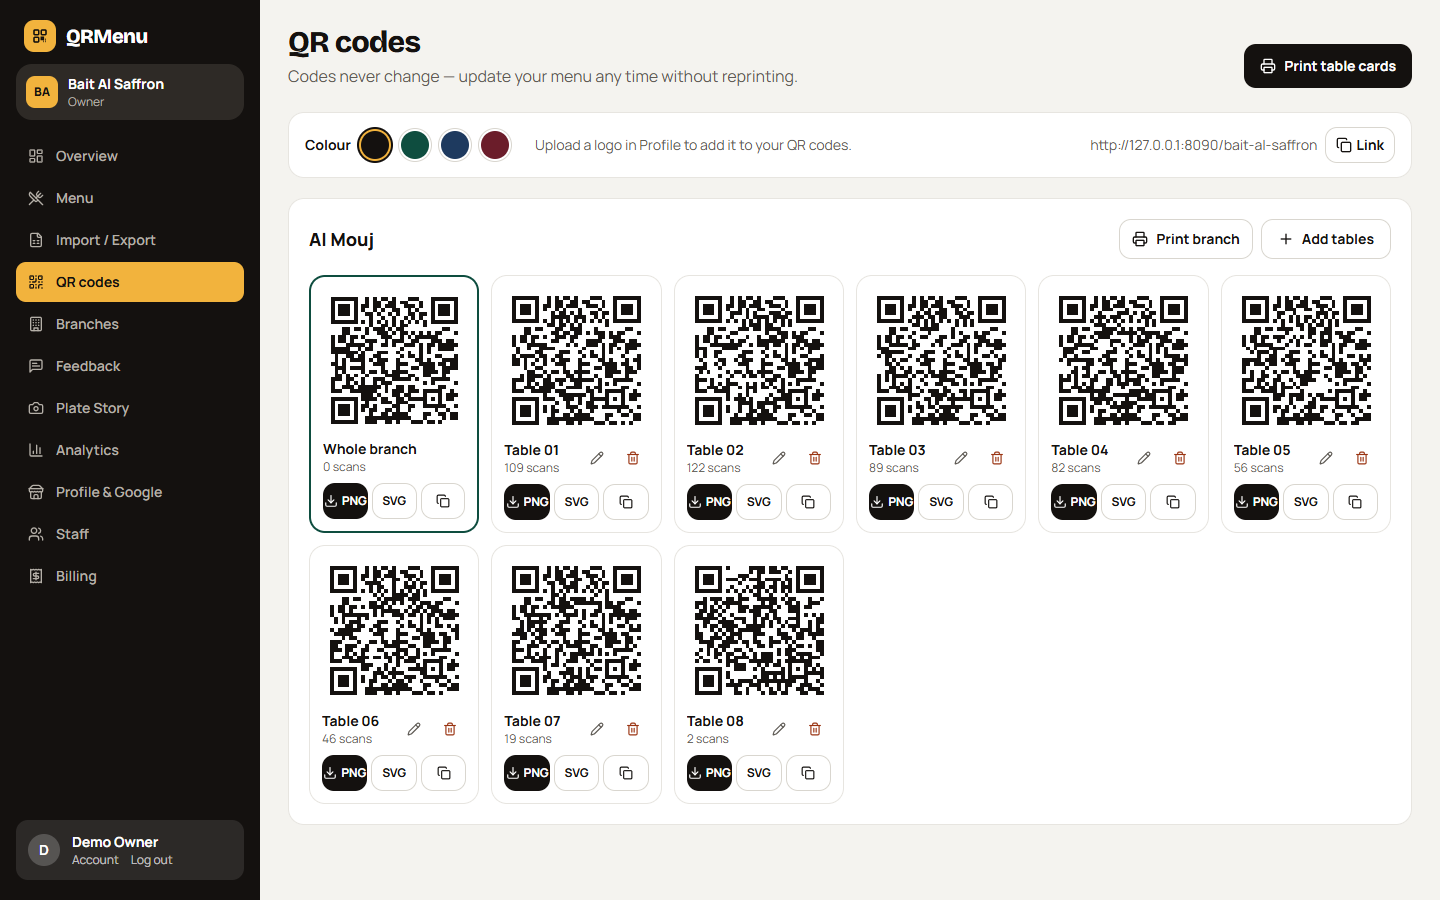 QRMenu
BA
Bait Al Saffron
Owner
Overview
Menu
Import / Export
QR codes
Branches
Feedback
Plate Story
Analytics
Profile & Google
Staff
Billing
D
Demo Owner
Account Log out
QR codes
Codes never change — update your menu any time without reprinting.
Print table cards
Colour
Upload a logo in Profile to add it to your QR codes.
http://127.0.0.1:8090/bait-al-saffron
Link
Al Mouj
Print branch
Add tables
Whole branch
0 scans
PNG SVG
Table 01
109 scans
PNG SVG
Table 02
122 scans
PNG SVG
Table 03
89 scans
PNG SVG
Table 04
82 scans
PNG SVG
Table 05
56 scans
PNG SVG
Table 06
46 scans
PNG SVG
Table 07
19 scans
PNG SVG
Table 08
2 scans
PNG SVG